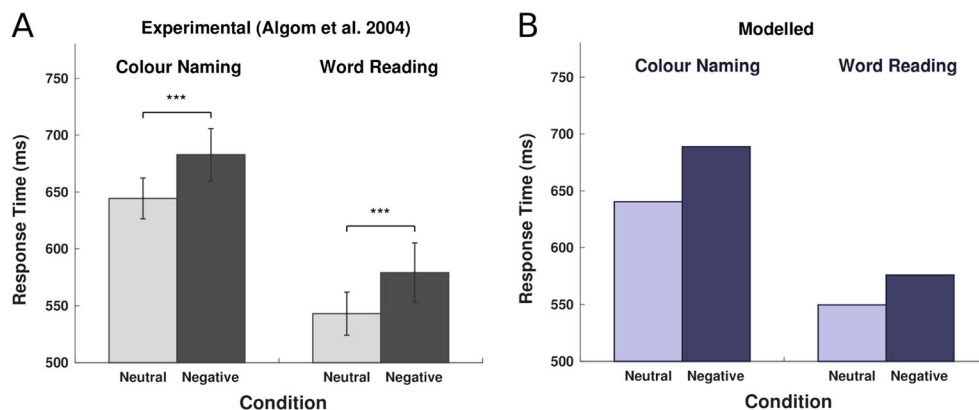 A
Experimental (Algom et al. 2004)
Colour Naming
Word Reading
***
***
750
700
650
600
550
500
Response Time (ms)
Neutral Negative
Neutral Negative
Condition
B
Modelled
Colour Naming
Word Reading
750
700
650
600
550
500
Response Time (ms)
Neutral Negative
Neutral Negative
Condition